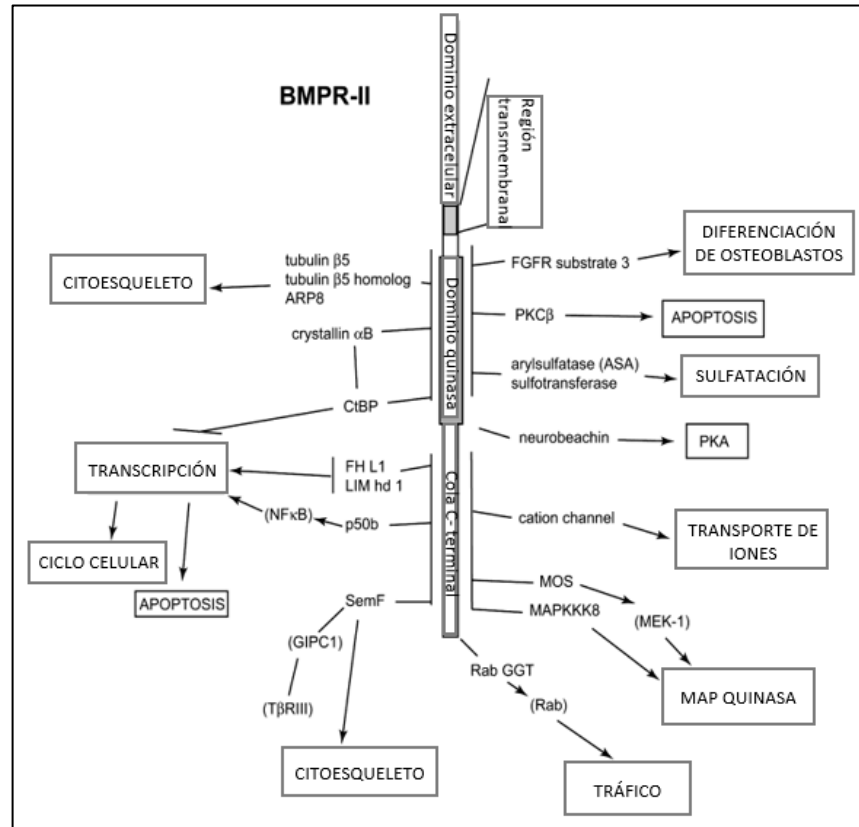 BMPR-II
Dominio extracelular
Región
transmembranal
tubulin β5
tubulin β5 homolog
ARP8
CITOESQUELETO
crystallin αB
CtBP
Dominio quinasa
FGFR substrate 3
DIFERENCIACIÓN
DE OSTEOBLASTOS
PKCβ
APOPTOSIS
arylsulfatase (ASA)
sulfotransferase
SULFATACIÓN
neurobeachin
PKA
TRANSCRIPCIÓN
FH L1
LIM hd 1
(NFκB)
p50b
Cola C- terminal
cation channel
TRANSPORTE DE
IONES
CICLO CELULAR
APOPTOSIS
SemF
(GIPC1)
(TβRIII)
CITOESQUELETO
MOS
MAPKKK8
(MEK-1)
MAP QUINASA
Rab GGT
(Rab)
TRÁFICO